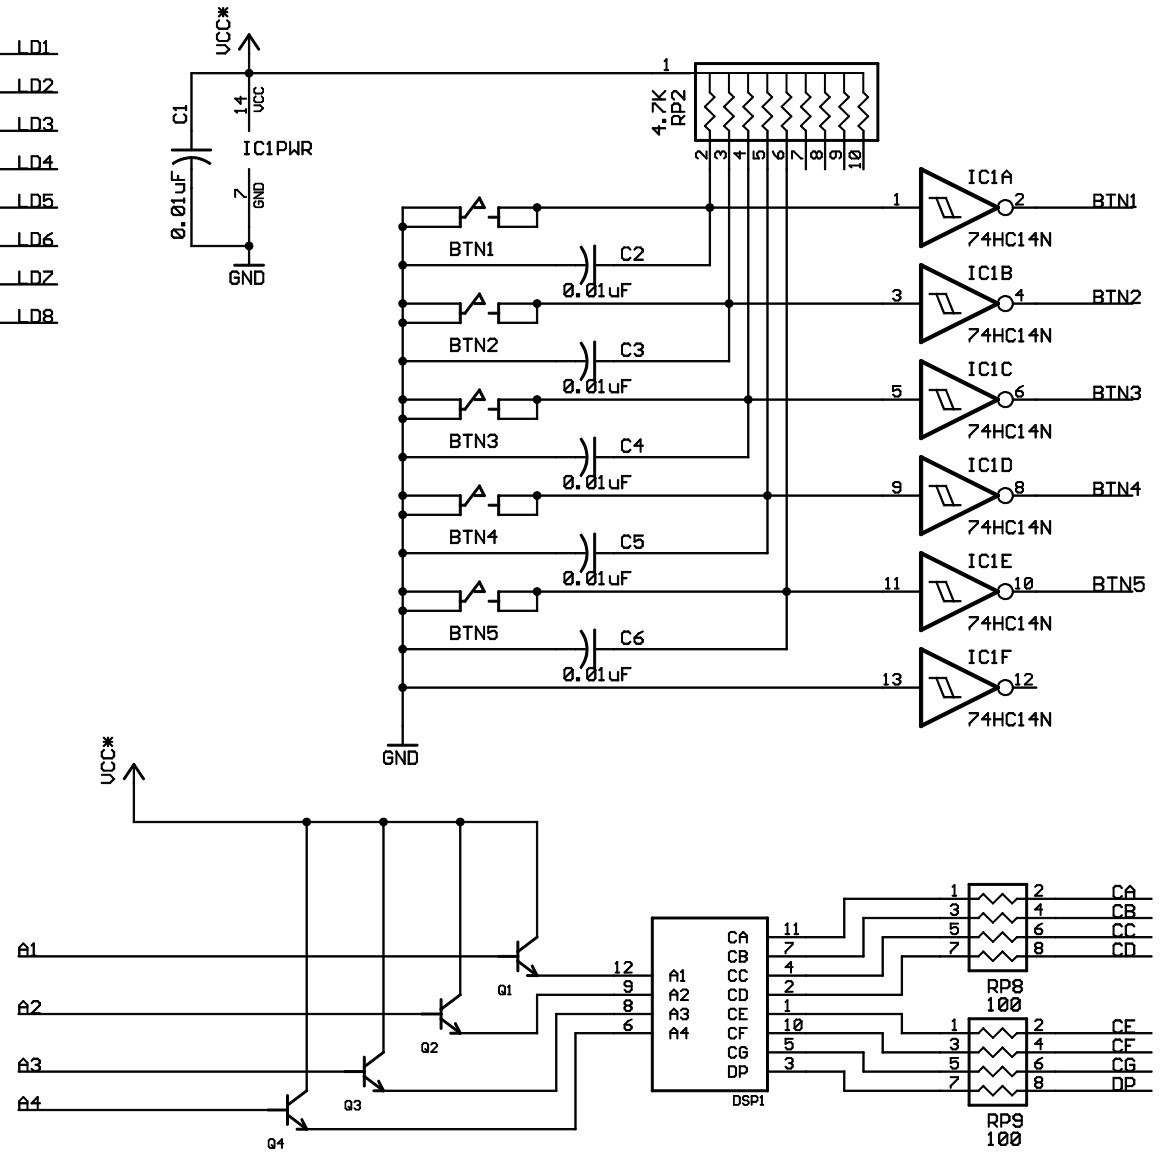 LD1
LD2
LD3
LD4
LD5
LD6
LD7
LD8
VCC*
C1
0.01uF
14
VCC
IC1PWR
7
GND
GND
1
4.7K
RP2
2
3
4
5
6
7
8
9
10
BTN1
C2
0.01uF
1
IC1A
2
BTN1
74HC14N
BTN2
C3
0.01uF
3
IC1B
4
BTN2
74HC14N
BTN3
C4
0.01uF
5
IC1C
6
BTN3
74HC14N
BTN4
C5
0.01uF
9
IC1D
8
BTN4
74HC14N
BTN5
C6
0.01uF
11
IC1E
10
BTN5
74HC14N
13
IC1F
12
74HC14N
GND
VCC*
A1
A2
A3
A4
Q1
Q2
Q3
Q4
12
9
8
6
A1
A2
A3
A4
CA
CB
CC
CD
CE
CF
CG
DP
11
7
4
2
1
10
5
3
DSP1
1
3
5
7
2
4
6
8
CA
CB
CC
CD
RP8
100
1
3
5
7
2
4
6
8
CE
CF
CG
DP
RP9
100